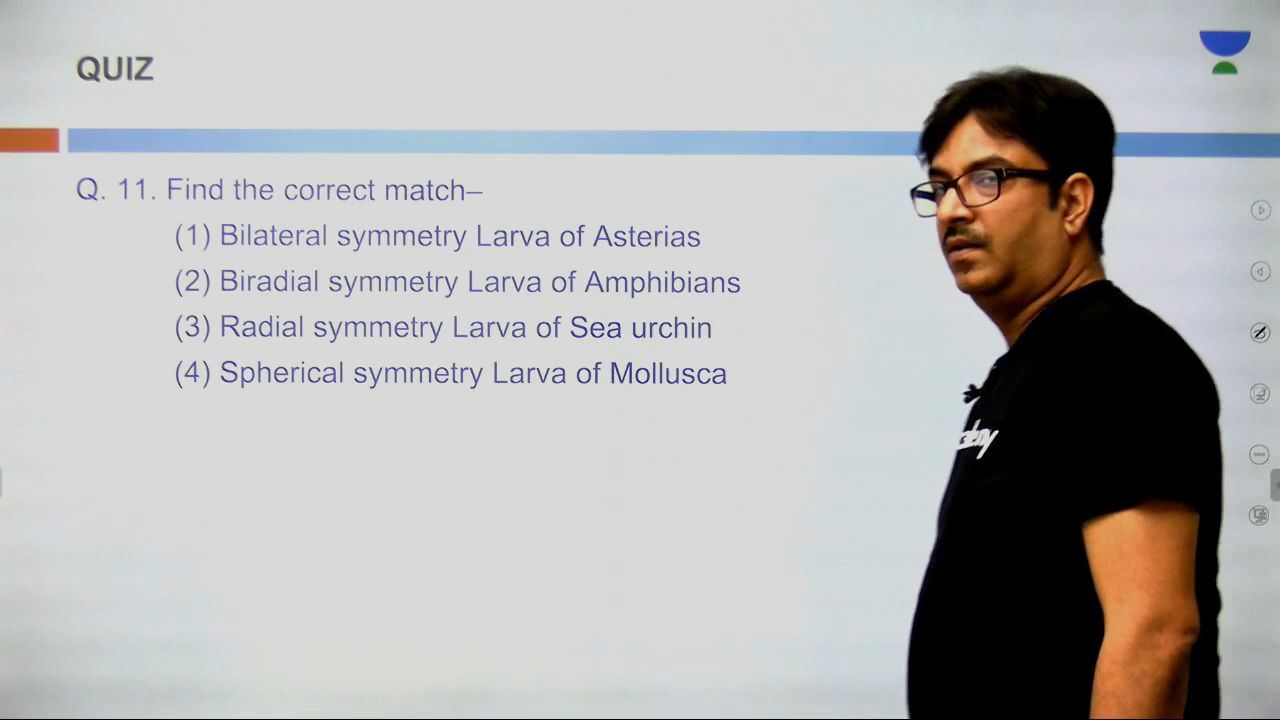 QUIZ
Q. 11. Find the correct match–
(1) Bilateral symmetry Larva of Asterias
(2) Biradial symmetry Larva of Amphibians
(3) Radial symmetry Larva of Sea urchin
(4) Spherical symmetry Larva of Mollusca